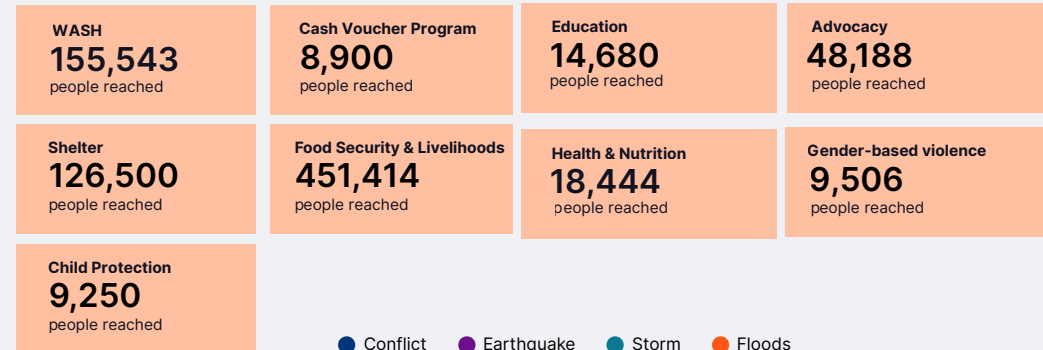 WASH
155,543
people reached
Cash Voucher Program
8,900
people reached
Education
14,680
people reached
Advocacy
48,188
people reached
Shelter
126,500
people reached
Food Security & Livelihoods
451,414
people reached
Health & Nutrition
18,444
people reached
Gender-based violence
9,506
people reached
Child Protection
9,250
people reached
Conflict Earthquake Storm Floods